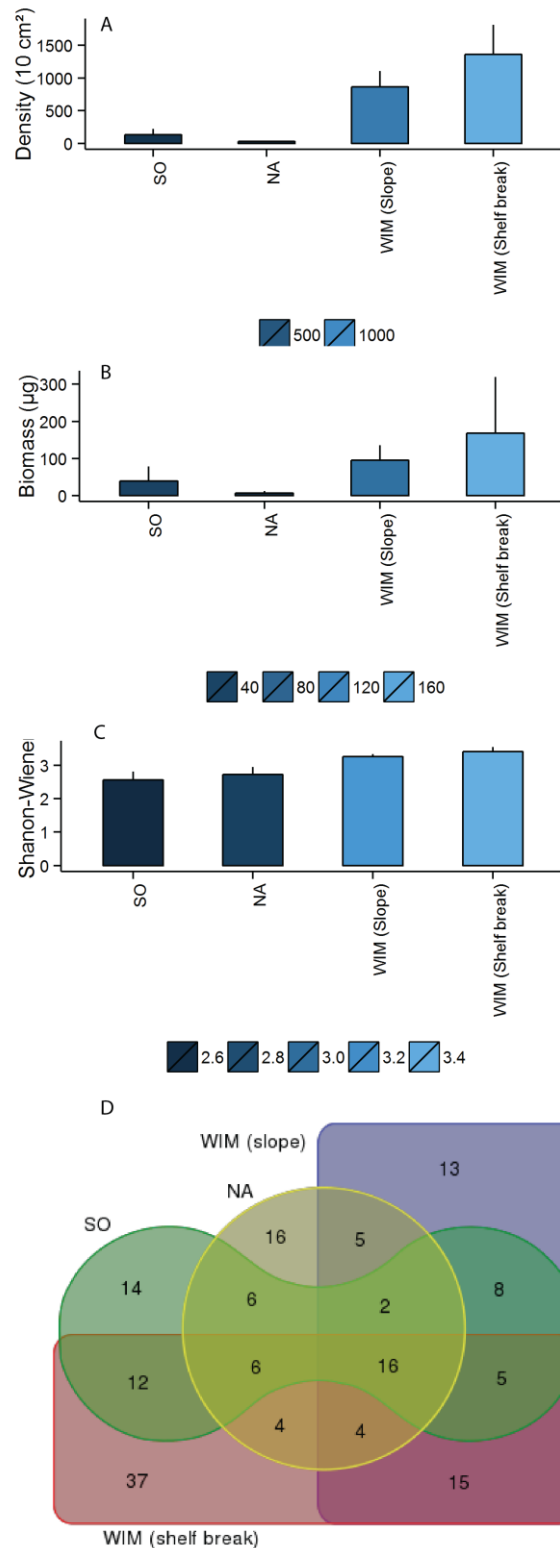 A
Density (10 cm²)
1500
1000
500
0
SO
NA
WIM (Slope)
WIM (Shelf break)
500 1000
B
Biomass (µg)
300
200
100
0
SO
NA
WIM (Slope)
WIM (Shelf break)
40 80 120 160
C
Shanon-Wiener
3
2
1
0
SO
NA
WIM (Slope)
WIM (Shelf break)
2.6 2.8 3.0 3.2 3.4
D
WIM (slope)
13
NA
SO
16 5
14 6 2 8
12 6 16 5
4 4
37 15
WIM (shelf break)